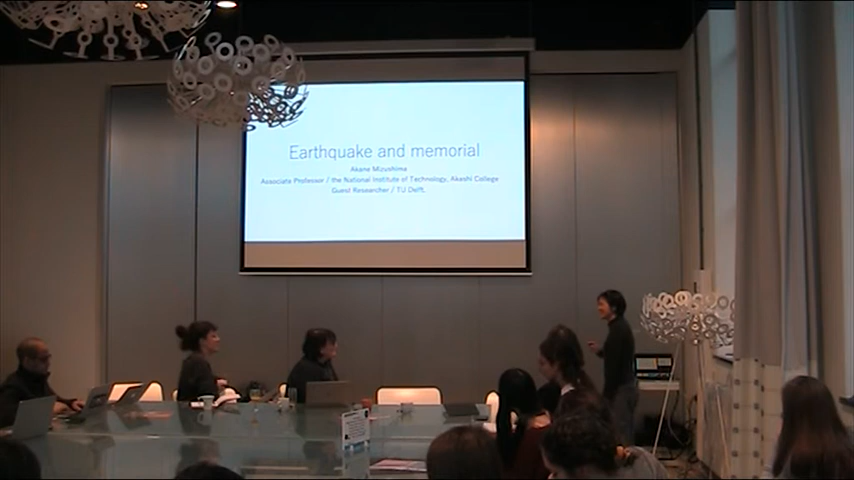 Earthquake and memorial
Akane Mizushima
Associate Professor / the National Institute of Technology, Akashi College
Guest Researcher / TU Delft.